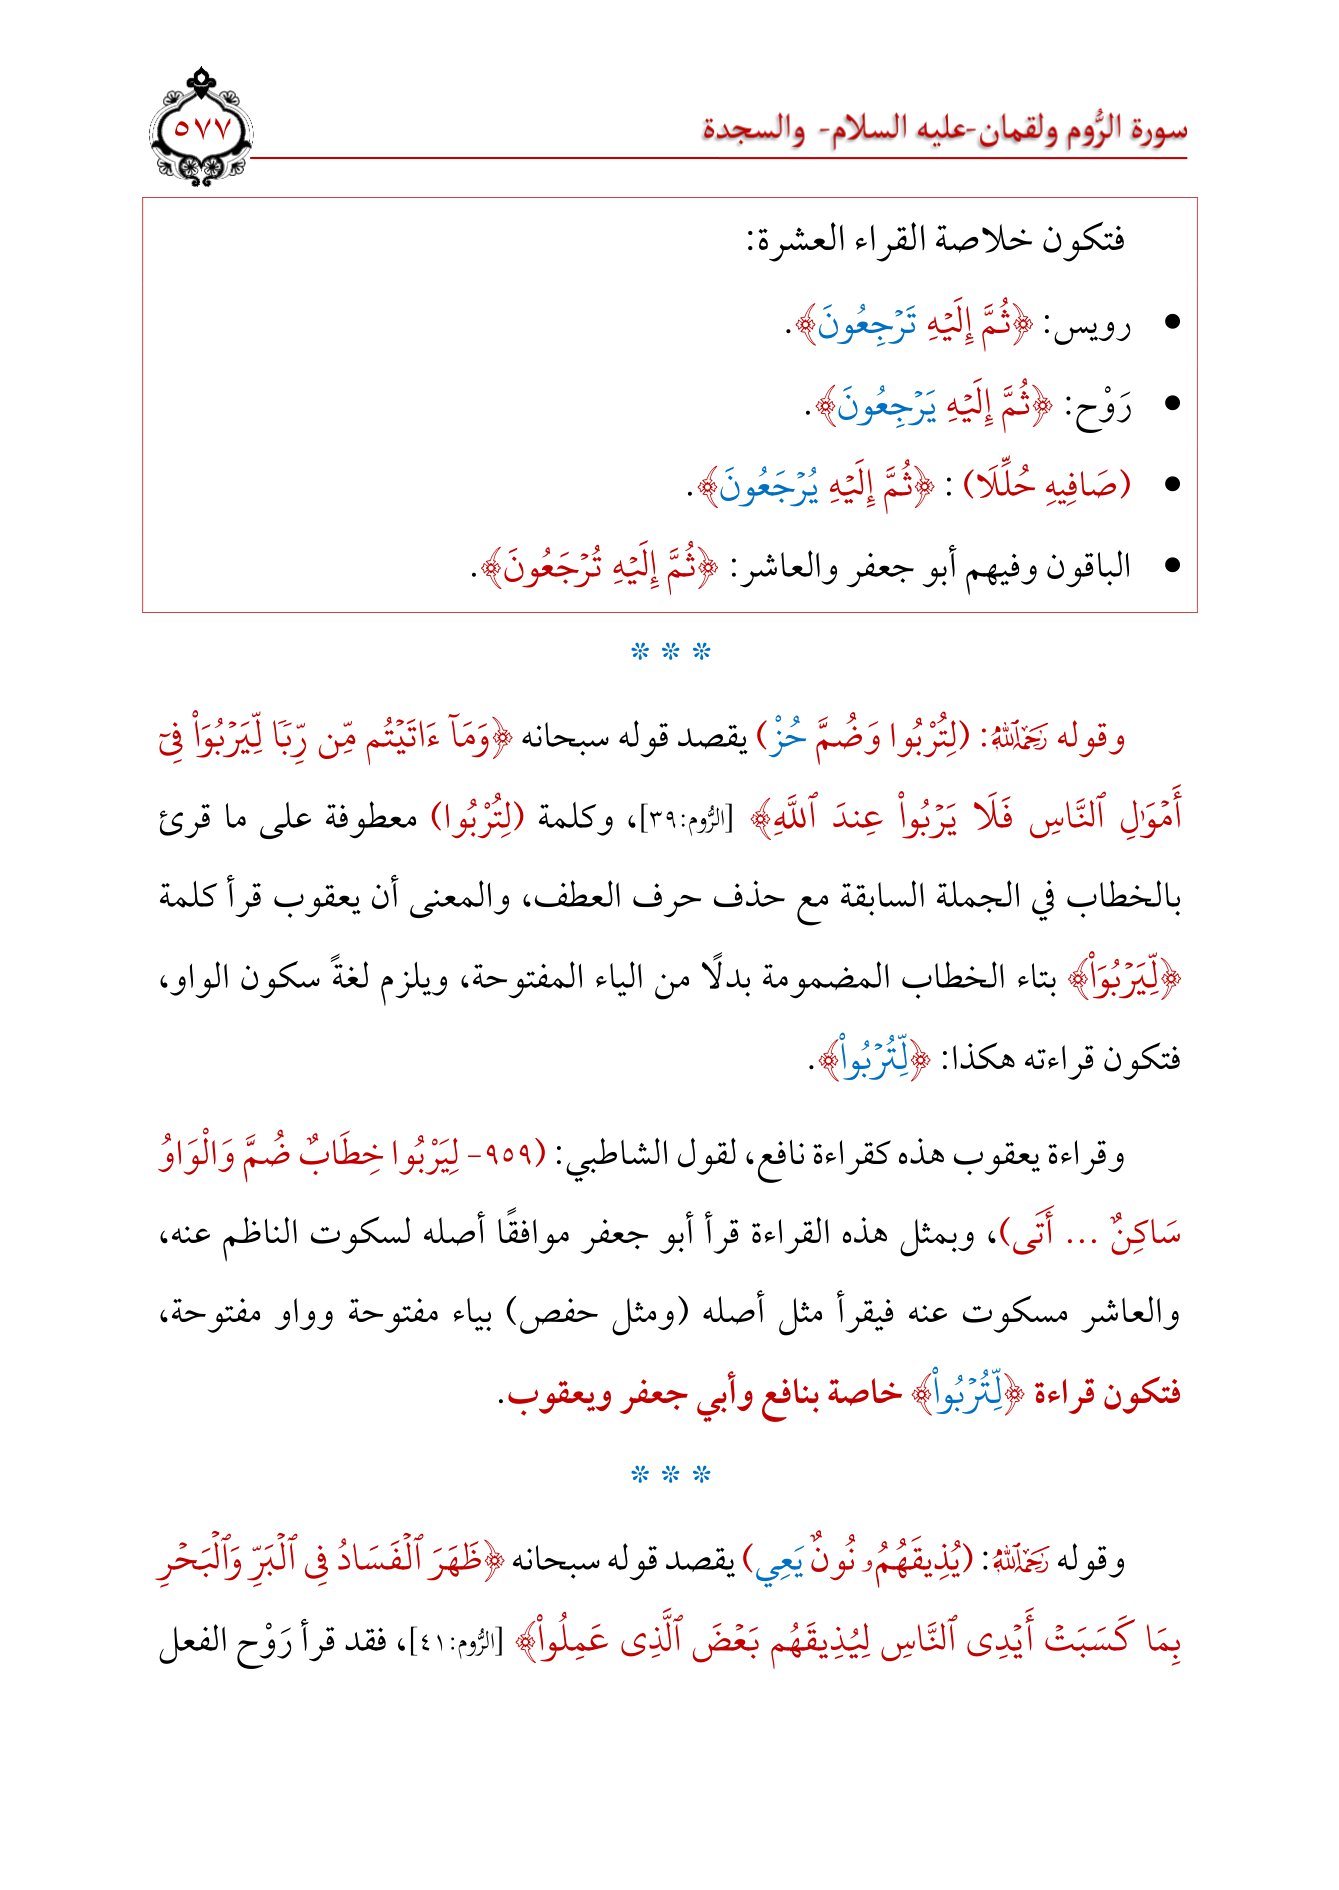 سورة الرُّوم ولقمان-عليه السلام- والسجدة
٥٧٧
فتكون خلاصة القراء العشرة:
• رويس: ﴿ثُمَّ إِلَيۡهِ تَرۡجِعُونَ﴾.
• رَوْح: ﴿ثُمَّ إِلَيۡهِ يَرۡجِعُونَ﴾.
• (صَافِيهِ حُلِّلَا) : ﴿ثُمَّ إِلَيۡهِ يُرۡجَعُونَ﴾.
• الباقون وفيهم أبو جعفر والعاشر: ﴿ثُمَّ إِلَيۡهِ تُرۡجَعُونَ﴾.
* * *
وقوله رَحِمَهُ ٱللَّهُ: (لِتُرْبُوا وَضُمَّ حُزْ) يقصد قوله سبحانه ﴿وَمَآ ءَاتَيۡتُم مِّن رِّبٗا لِّيَرۡبُوَاْ فِىٓ
أَمۡوَٰلِ ٱلنَّاسِ فَلَا يَرۡبُواْ عِندَ ٱللَّهِ﴾ [الرُّوم:٣٩]، وكلمة (لِتُرْبُوا) معطوفة على ما قرئ
بالخطاب في الجملة السابقة مع حذف حرف العطف، والمعنى أن يعقوب قرأ كلمة
﴿لِّيَرۡبُوَاْ﴾ بتاء الخطاب المضمومة بدلًا من الياء المفتوحة، ويلزم لغةً سكون الواو،
فتكون قراءته هكذا: ﴿لِّتُرۡبُواْ﴾.
وقراءة يعقوب هذه كقراءة نافع، لقول الشاطبي: (٩٥٩- لِيَرْبُوا خِطَابٌ ضُمَّ وَالْوَاوُ
سَاكِنٌ ... أَتَى)، وبمثل هذه القراءة قرأ أبو جعفر موافقًا أصله لسكوت الناظم عنه،
والعاشر مسكوت عنه فيقرأ مثل أصله (ومثل حفص) بياء مفتوحة وواو مفتوحة،
فتكون قراءة ﴿لِّتُرۡبُواْ﴾ خاصة بنافع وأبي جعفر ويعقوب.
* * *
وقوله رَحِمَهُ ٱللَّهُ: (يُذِيقَهُمُۥ نُونٌ يَعِي) يقصد قوله سبحانه ﴿ظَهَرَ ٱلۡفَسَادُ فِى ٱلۡبَرِّ وَٱلۡبَحۡرِ
بِمَا كَسَبَتۡ أَيۡدِى ٱلنَّاسِ لِيُذِيقَهُم بَعۡضَ ٱلَّذِى عَمِلُواْ﴾ [الرُّوم:٤١]، فقد قرأ رَوْح الفعل